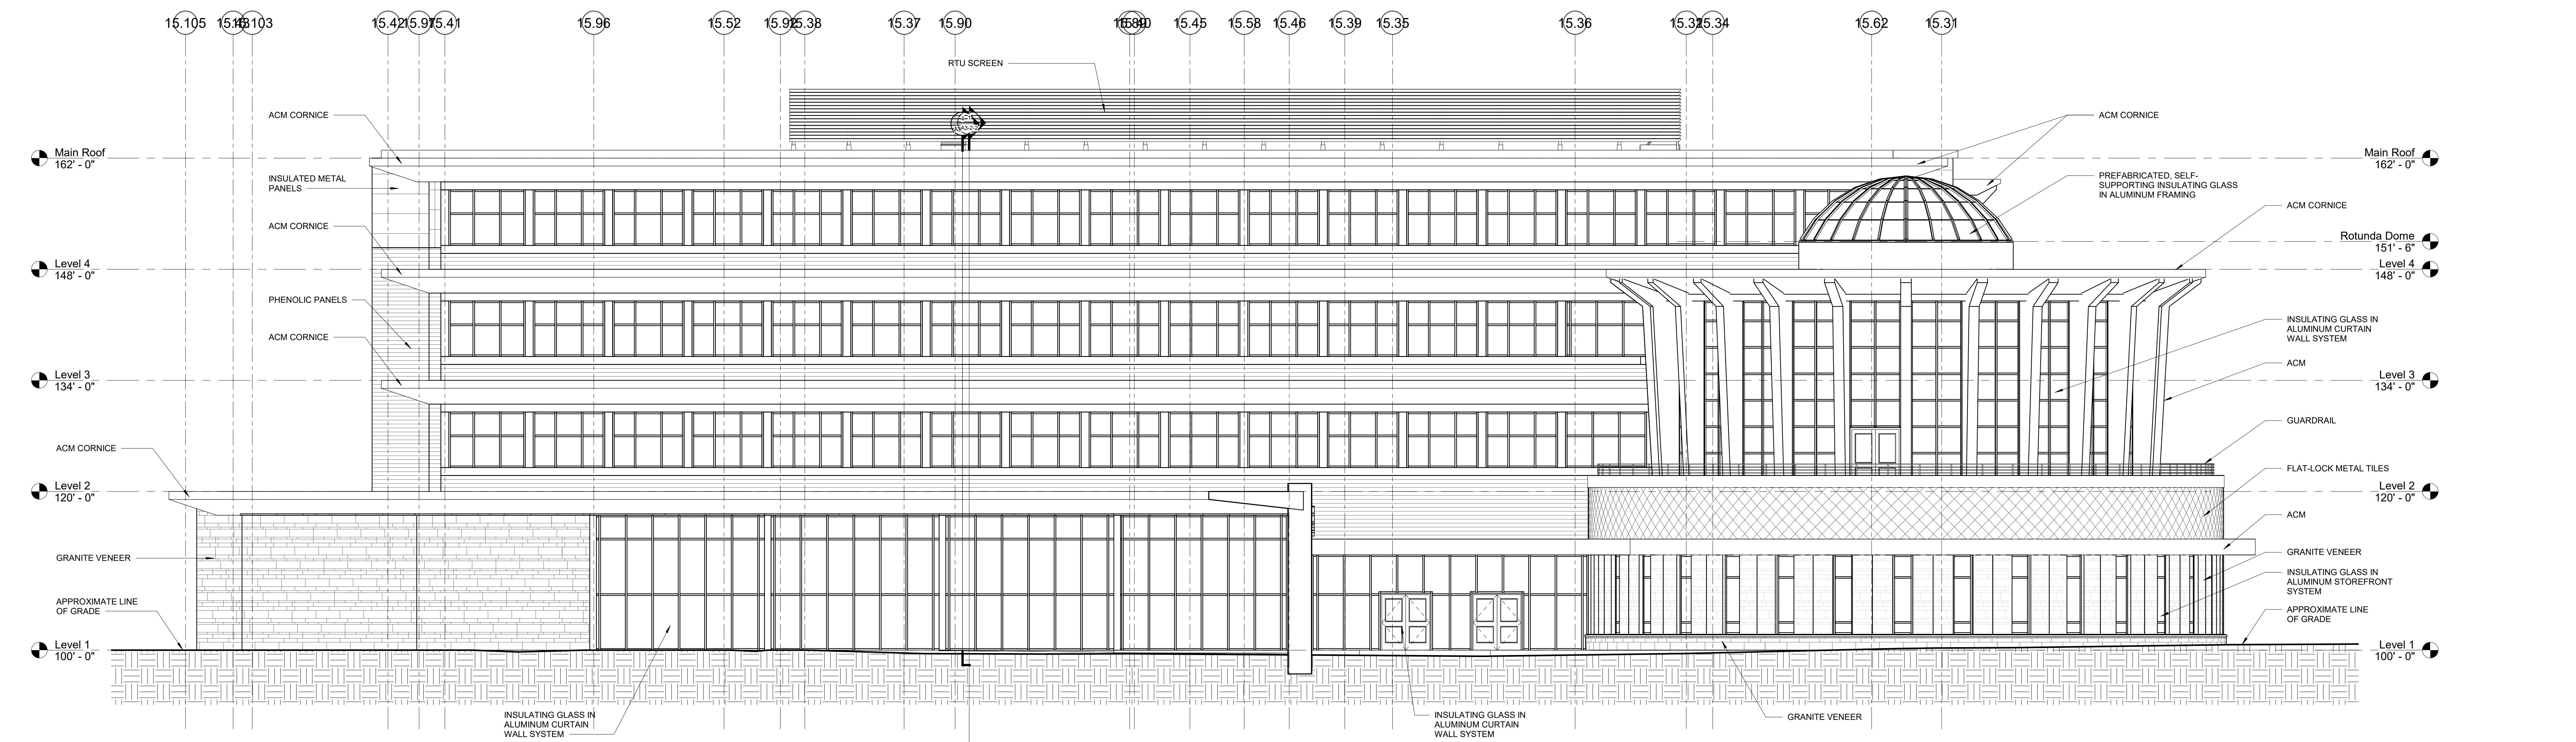 15.105
15.103
15.42
15.97
15.41
15.96
15.52
15.92
15.38
15.37
15.90
15.40
15.45
15.58
15.46
15.39
15.35
15.36
15.34
15.62
15.31
RTU SCREEN
ACM CORNICE
ACM CORNICE
Main Roof
162' - 0"
Main Roof
162' - 0"
INSULATED METAL
PANELS
PREFABRICATED, SELF-
SUPPORTING INSULATING GLASS
IN ALUMINUM FRAMING
ACM CORNICE
ACM CORNICE
Rotunda Dome
151' - 6"
Level 4
148' - 0"
Level 4
148' - 0"
PHENOLIC PANELS
INSULATING GLASS IN
ALUMINUM CURTAIN
WALL SYSTEM
ACM CORNICE
ACM
Level 3
134' - 0"
Level 3
134' - 0"
GUARDRAIL
ACM CORNICE
FLAT-LOCK METAL TILES
Level 2
120' - 0"
Level 2
120' - 0"
ACM
GRANITE VENEER
GRANITE VENEER
INSULATING GLASS IN
ALUMINUM STOREFRONT
SYSTEM
APPROXIMATE LINE
OF GRADE
APPROXIMATE LINE
OF GRADE
Level 1
100' - 0"
Level 1
100' - 0"
INSULATING GLASS IN
ALUMINUM CURTAIN
WALL SYSTEM
INSULATING GLASS IN
ALUMINUM CURTAIN
WALL SYSTEM
GRANITE VENEER